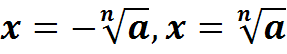 x = −ⁿ√a, x = ⁿ√a